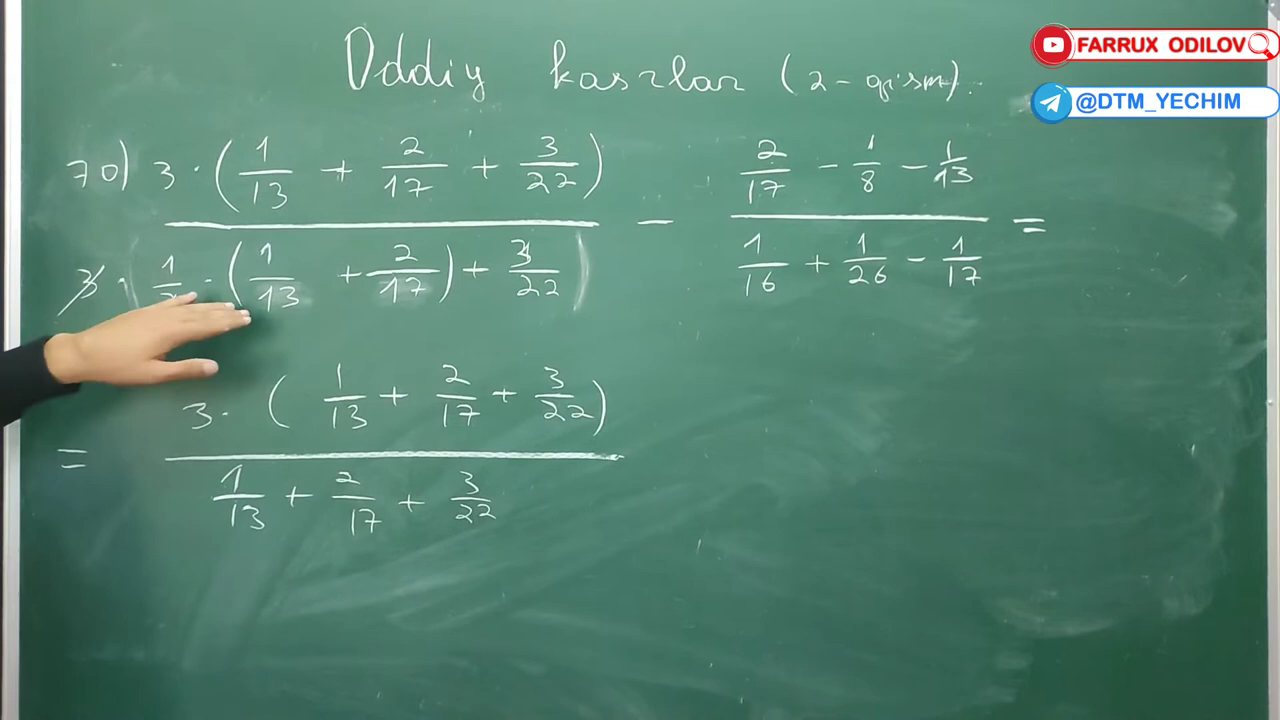 Oddiy kasrlar (2-qism).
FARRUX ODILOV
@DTM_YECHIM
70) 3 · (1/13 + 2/17 + 3/22) / 3 · (1/ · (1/13 + 2/17) + 3/22) − (2/17 − 1/8 − 1/13) / (1/16 + 1/26 − 1/17) =
= 3 · (1/13 + 2/17 + 3/22) / 1/13 + 2/17 + 3/22